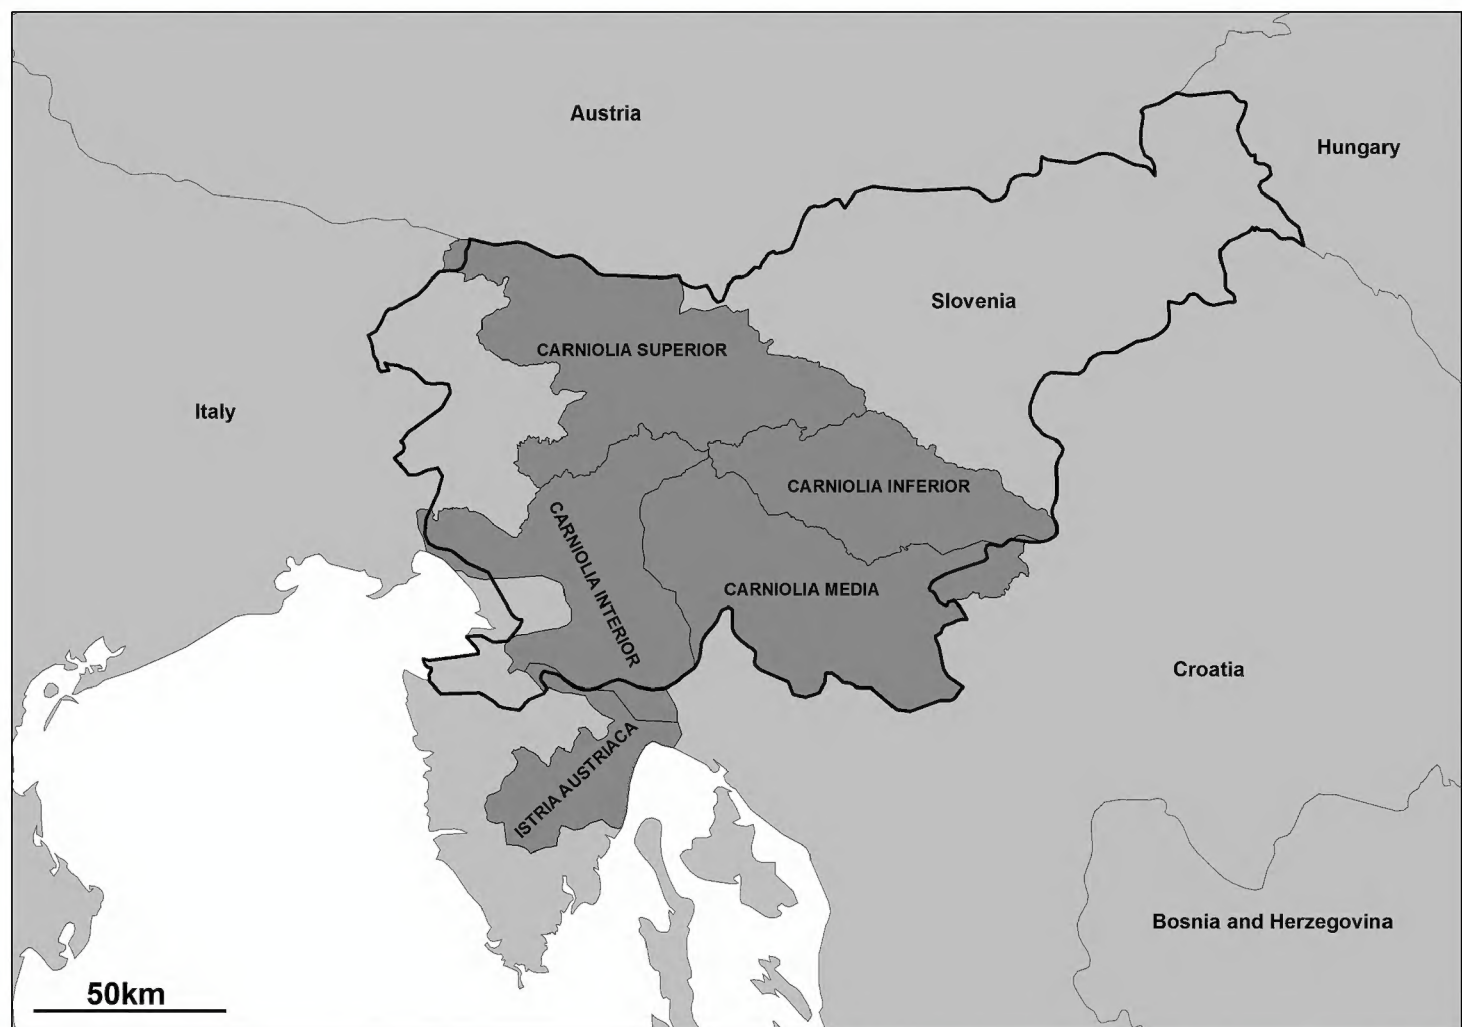 Austria
Hungary
Slovenia
CARNIOLIA SUPERIOR
Italy
CARNIOLIA INFERIOR
CARNIOLIA INTERIOR
CARNIOLIA MEDIA
Croatia
ISTRIA AUSTRIACA
Bosnia and Herzegovina
50km